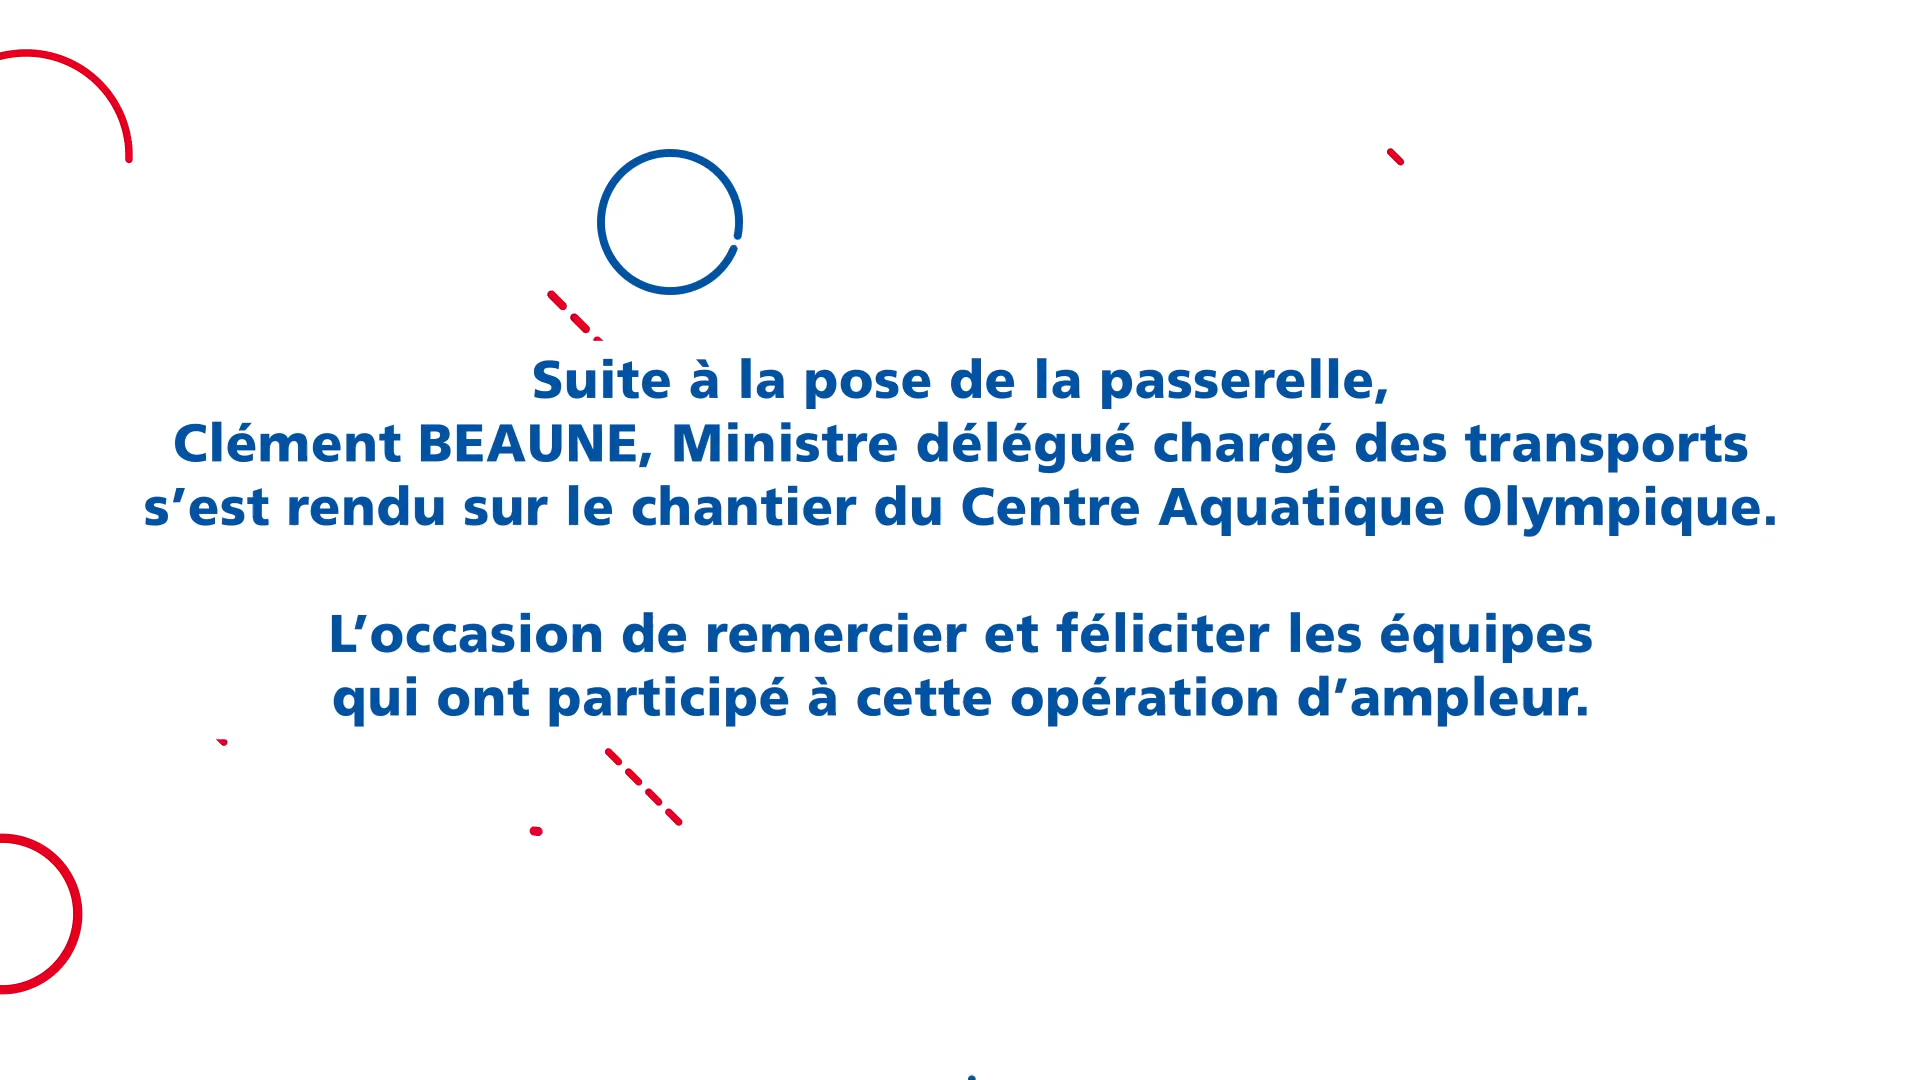 Suite à la pose de la passerelle,
Clément BEAUNE, Ministre délégué chargé des transports
s’est rendu sur le chantier du Centre Aquatique Olympique.
L’occasion de remercier et féliciter les équipes
qui ont participé à cette opération d’ampleur.